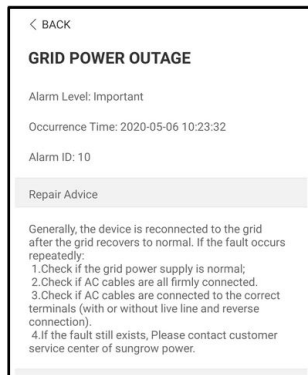 < BACK
GRID POWER OUTAGE
Alarm Level: Important
Occurrence Time: 2020-05-06 10:23:32
Alarm ID: 10
Repair Advice
Generally, the device is reconnected to the grid
after the grid recovers to normal. If the fault occurs
repeatedly:
1.Check if the grid power supply is normal;
2.Check if AC cables are all firmly connected.
3.Check if AC cables are connected to the correct
terminals (with or without live line and reverse
connection).
4.If the fault still exists, Please contact customer
service center of sungrow power.